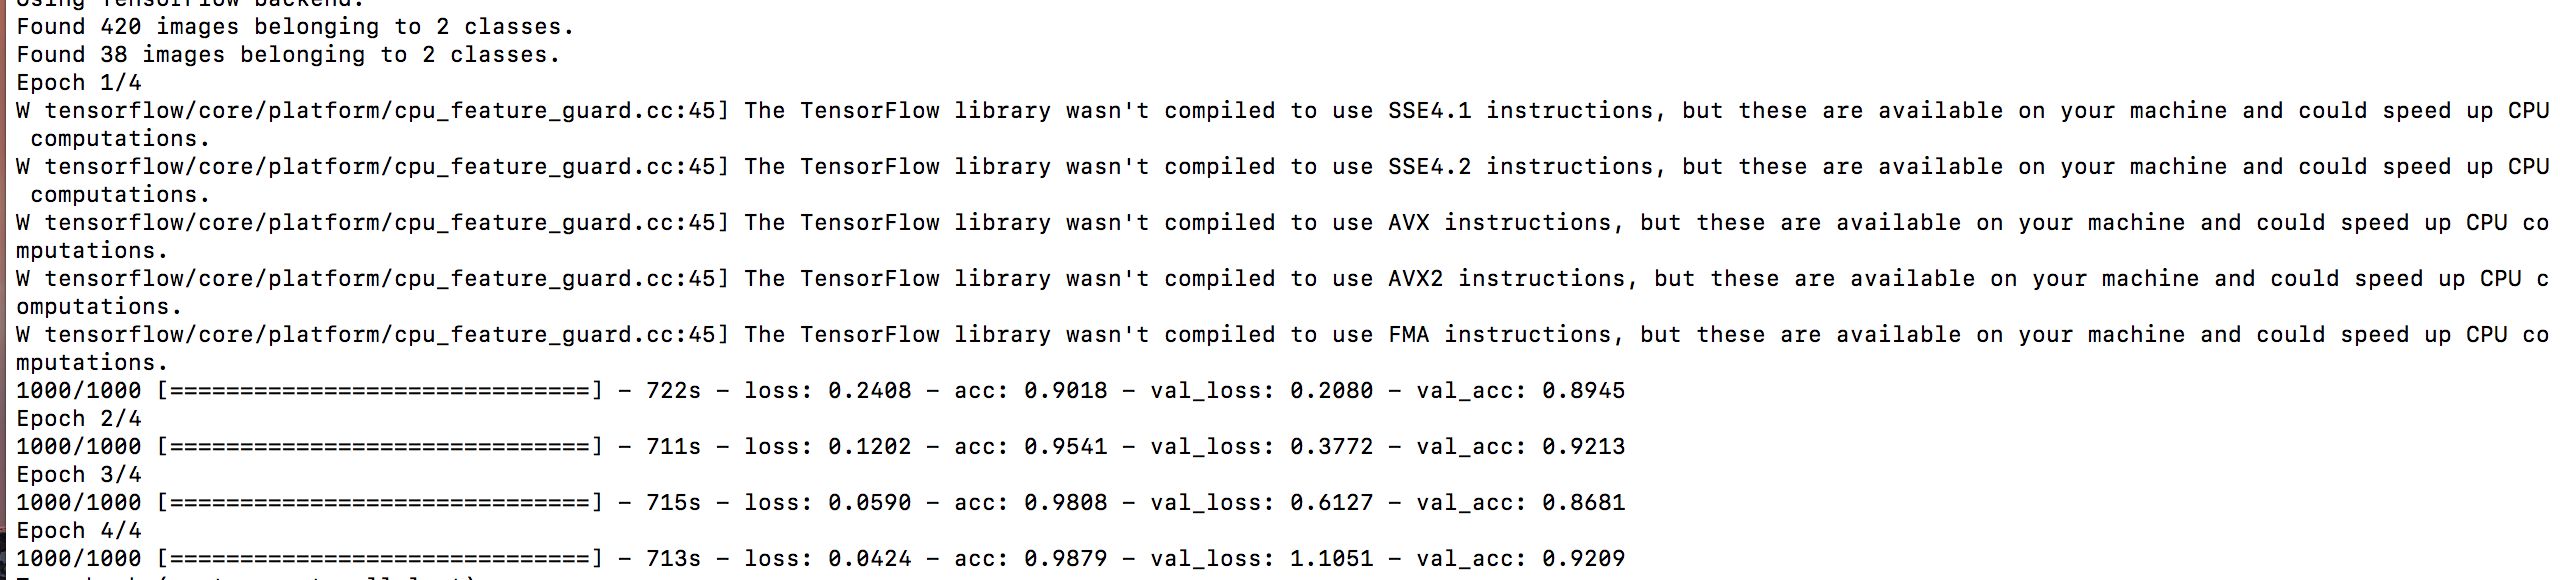 Using TensorFlow backend.
Found 420 images belonging to 2 classes.
Found 38 images belonging to 2 classes.
Epoch 1/4
W tensorflow/core/platform/cpu_feature_guard.cc:45] The TensorFlow library wasn't compiled to use SSE4.1 instructions, but these are available on your machine and could speed up CPU
 computations.
W tensorflow/core/platform/cpu_feature_guard.cc:45] The TensorFlow library wasn't compiled to use SSE4.2 instructions, but these are available on your machine and could speed up CPU
 computations.
W tensorflow/core/platform/cpu_feature_guard.cc:45] The TensorFlow library wasn't compiled to use AVX instructions, but these are available on your machine and could speed up CPU co
mputations.
W tensorflow/core/platform/cpu_feature_guard.cc:45] The TensorFlow library wasn't compiled to use AVX2 instructions, but these are available on your machine and could speed up CPU c
omputations.
W tensorflow/core/platform/cpu_feature_guard.cc:45] The TensorFlow library wasn't compiled to use FMA instructions, but these are available on your machine and could speed up CPU co
mputations.
1000/1000 [==============================] - 722s - loss: 0.2408 - acc: 0.9018 - val_loss: 0.2080 - val_acc: 0.8945
Epoch 2/4
1000/1000 [==============================] - 711s - loss: 0.1202 - acc: 0.9541 - val_loss: 0.3772 - val_acc: 0.9213
Epoch 3/4
1000/1000 [==============================] - 715s - loss: 0.0590 - acc: 0.9808 - val_loss: 0.6127 - val_acc: 0.8681
Epoch 4/4
1000/1000 [==============================] - 713s - loss: 0.0424 - acc: 0.9879 - val_loss: 1.1051 - val_acc: 0.9209